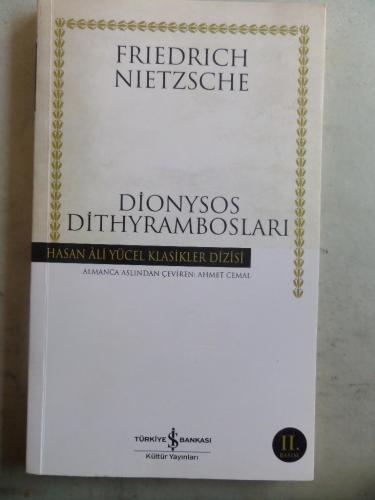 FRIEDRICH
NIETZSCHE
DİONYSOS
DİTHYRAMBOSLARI
HASAN ÂLİ YÜCEL KLASİKLER DİZİSİ
ALMANCA ASLINDAN ÇEVİREN: AHMET CEMAL
TÜRKİYE İŞ BANKASI
Kültür Yayınları
II.
BASIM